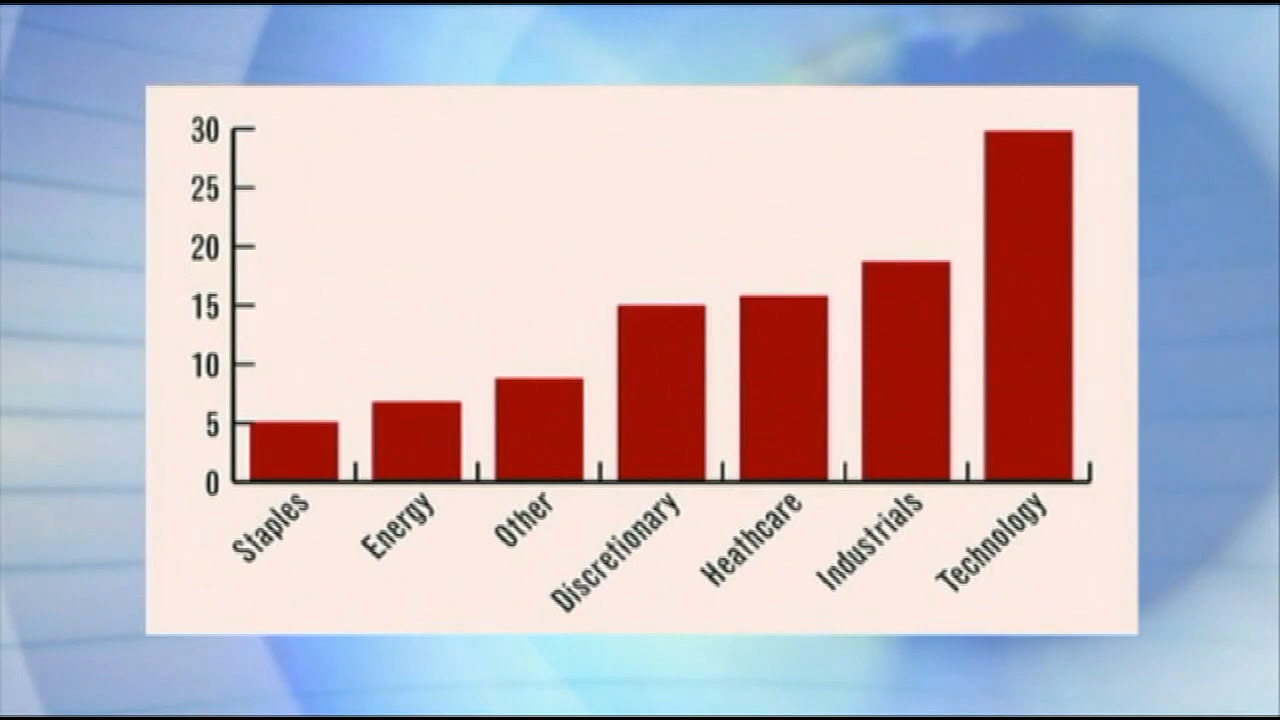 30
25
20
15
10
5
0
Staples
Energy
Other
Discretionary
Heathcare
Industrials
Technology